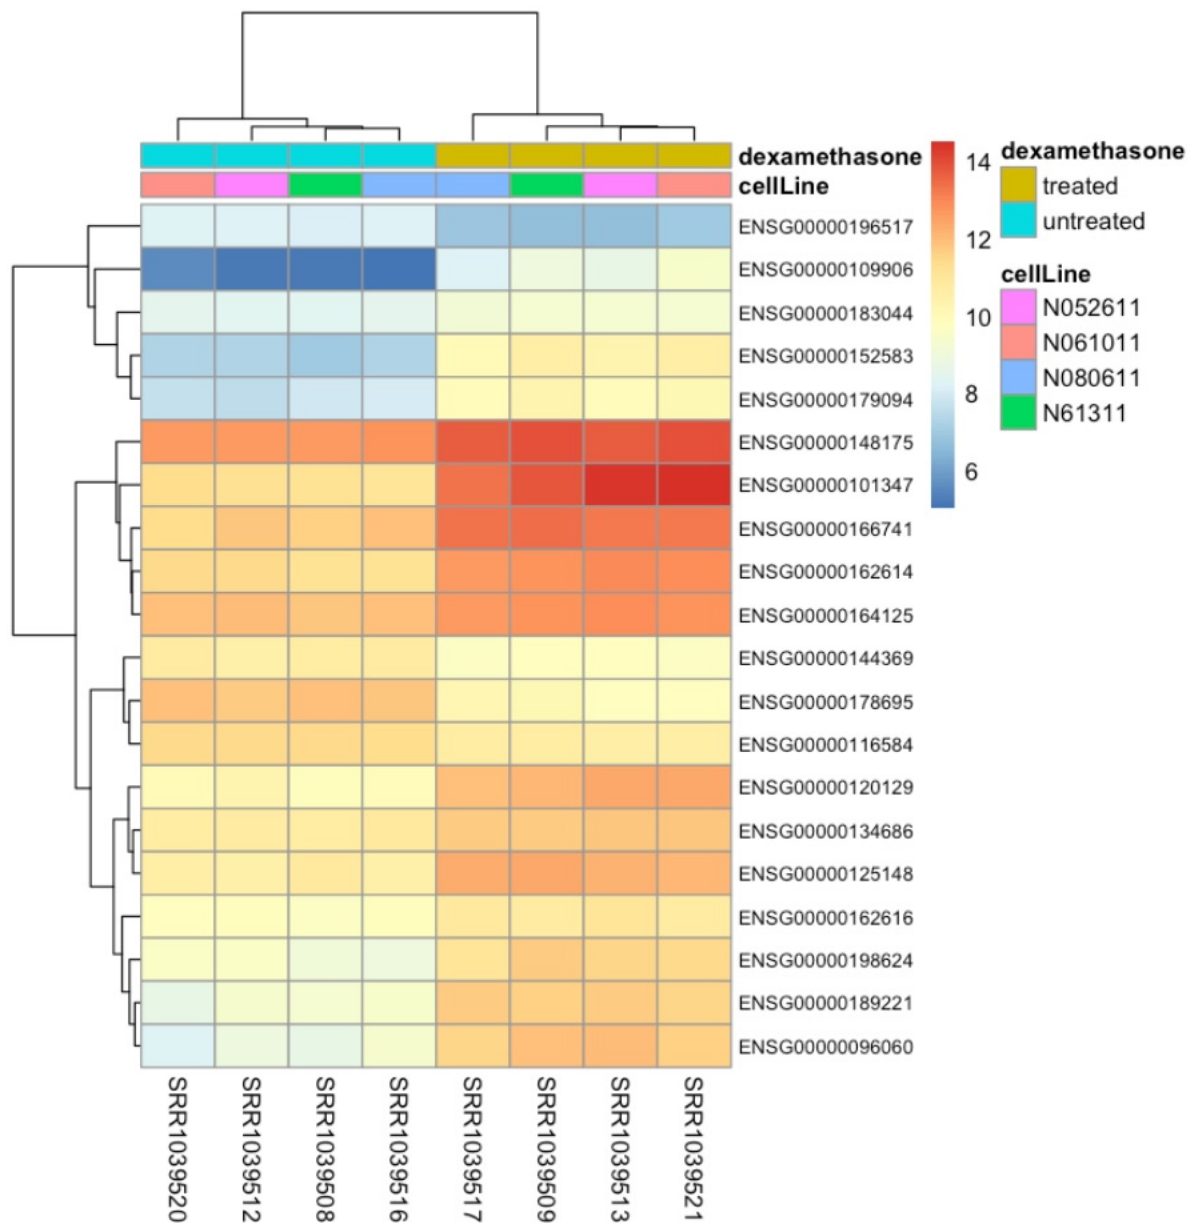 dexamethasone
cellLine
ENSG00000196517
ENSG00000109906
ENSG00000183044
ENSG00000152583
ENSG00000179094
ENSG00000148175
ENSG00000101347
ENSG00000166741
ENSG00000162614
ENSG00000164125
ENSG00000144369
ENSG00000178695
ENSG00000116584
ENSG00000120129
ENSG00000134686
ENSG00000125148
ENSG00000162616
ENSG00000198624
ENSG00000189221
ENSG00000096060
SRR1039520
SRR1039512
SRR1039508
SRR1039516
SRR1039517
SRR1039509
SRR1039513
SRR1039521
14
12
10
8
6
dexamethasone
treated
untreated
cellLine
N052611
N061011
N080611
N61311